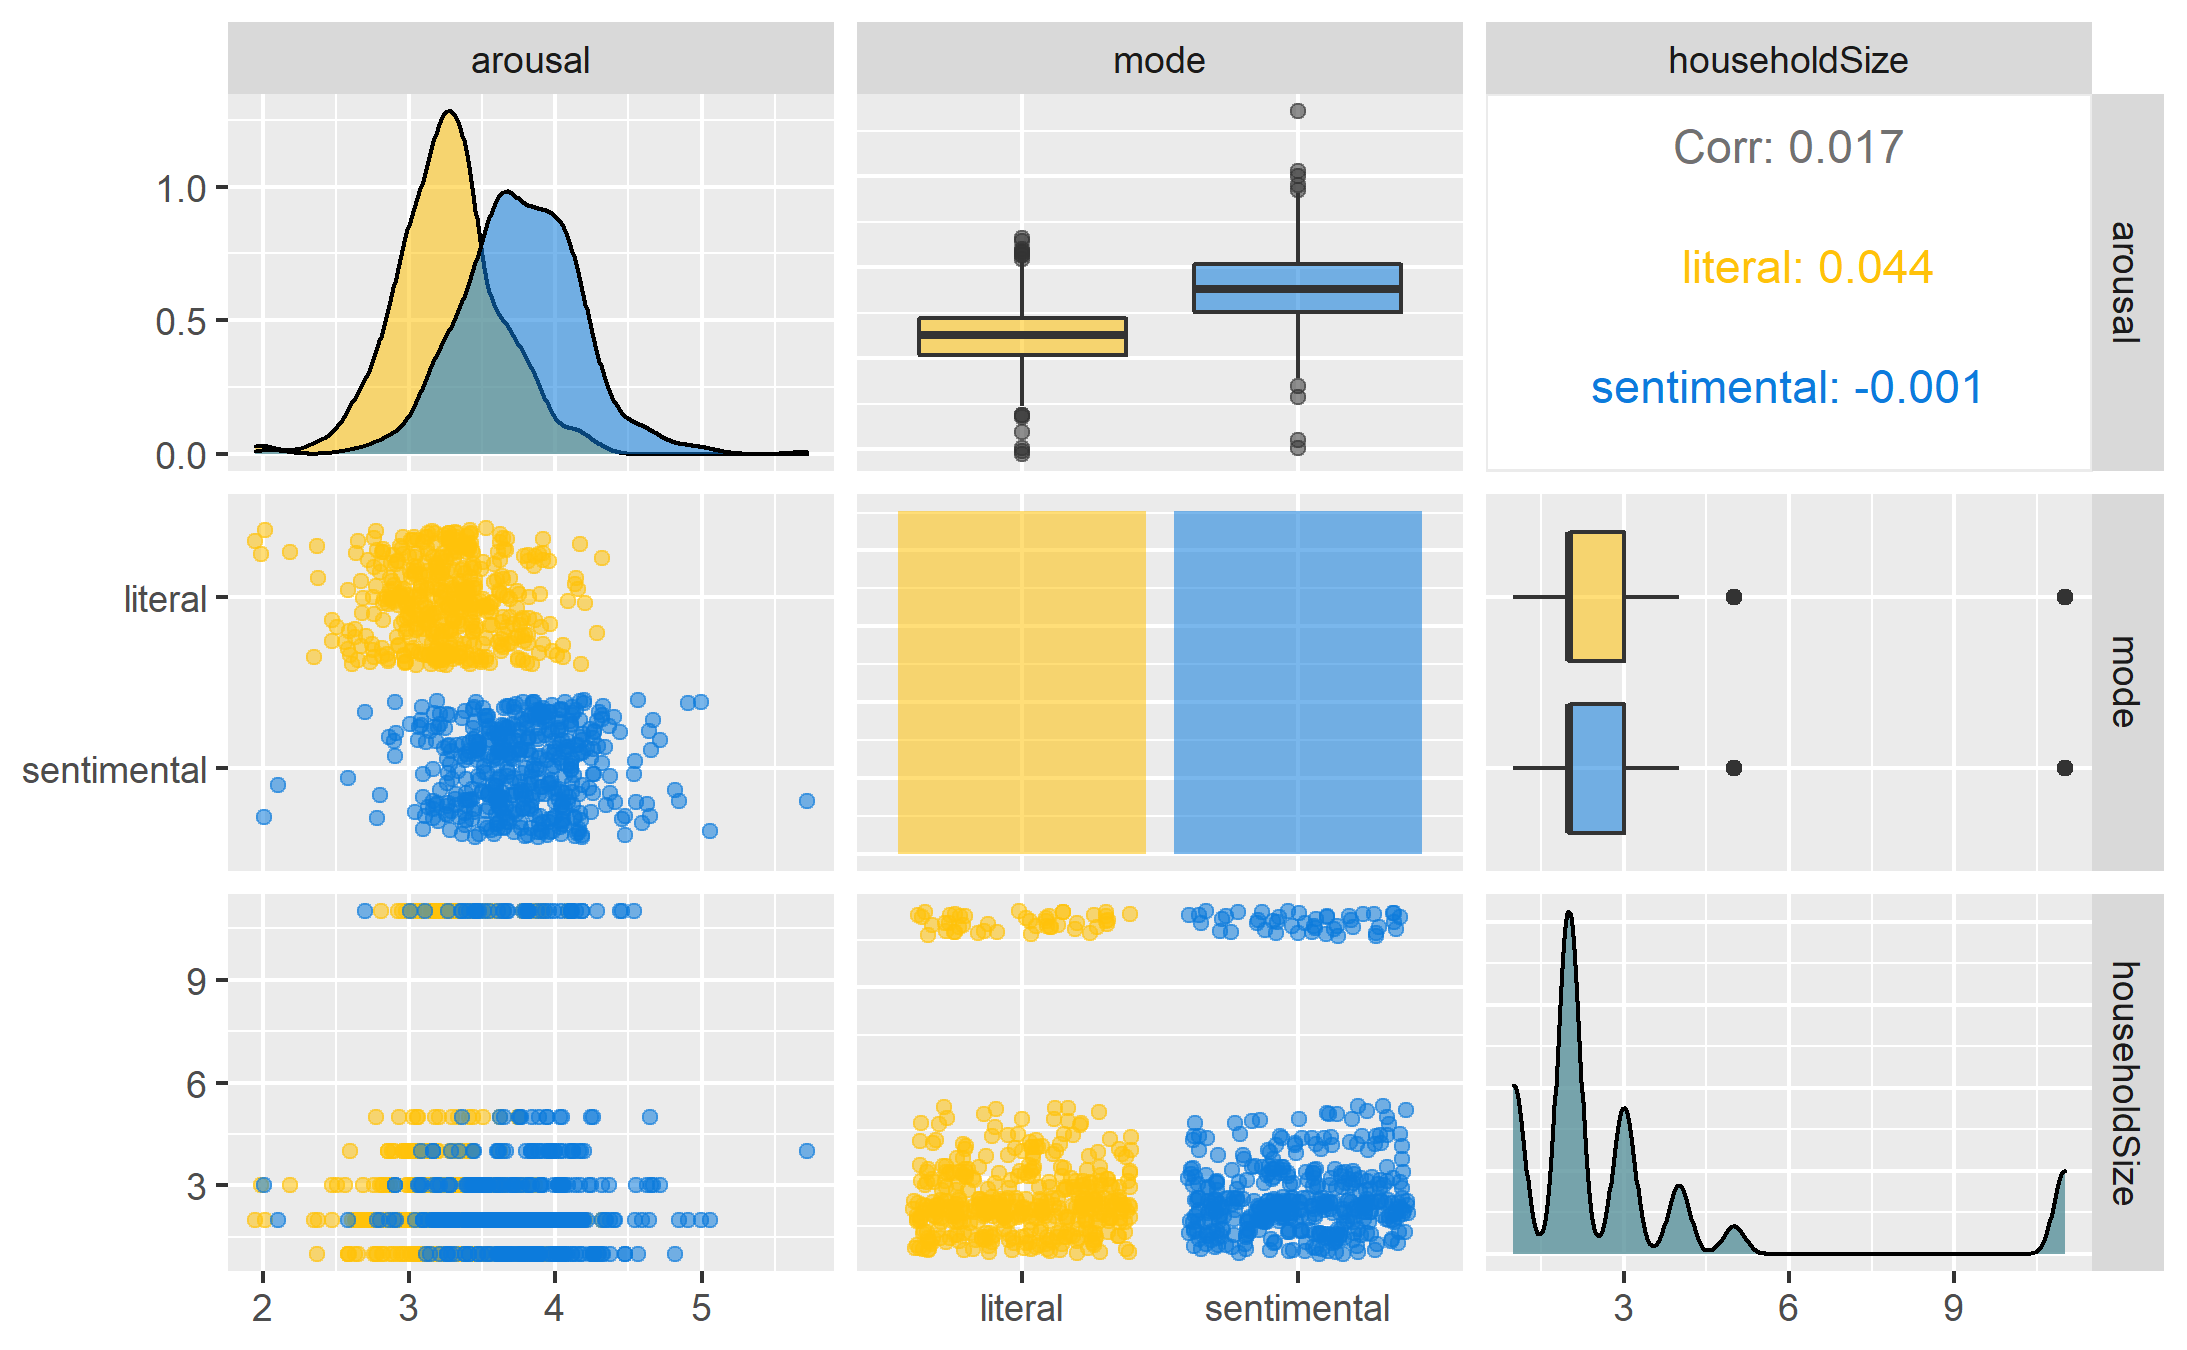 arousal
mode
householdSize
1.0
0.5
0.0
Corr: 0.017
literal: 0.044
sentimental: -0.001
arousal
literal
sentimental
mode
9
6
3
householdSize
2 3 4 5
literal sentimental
3 6 9